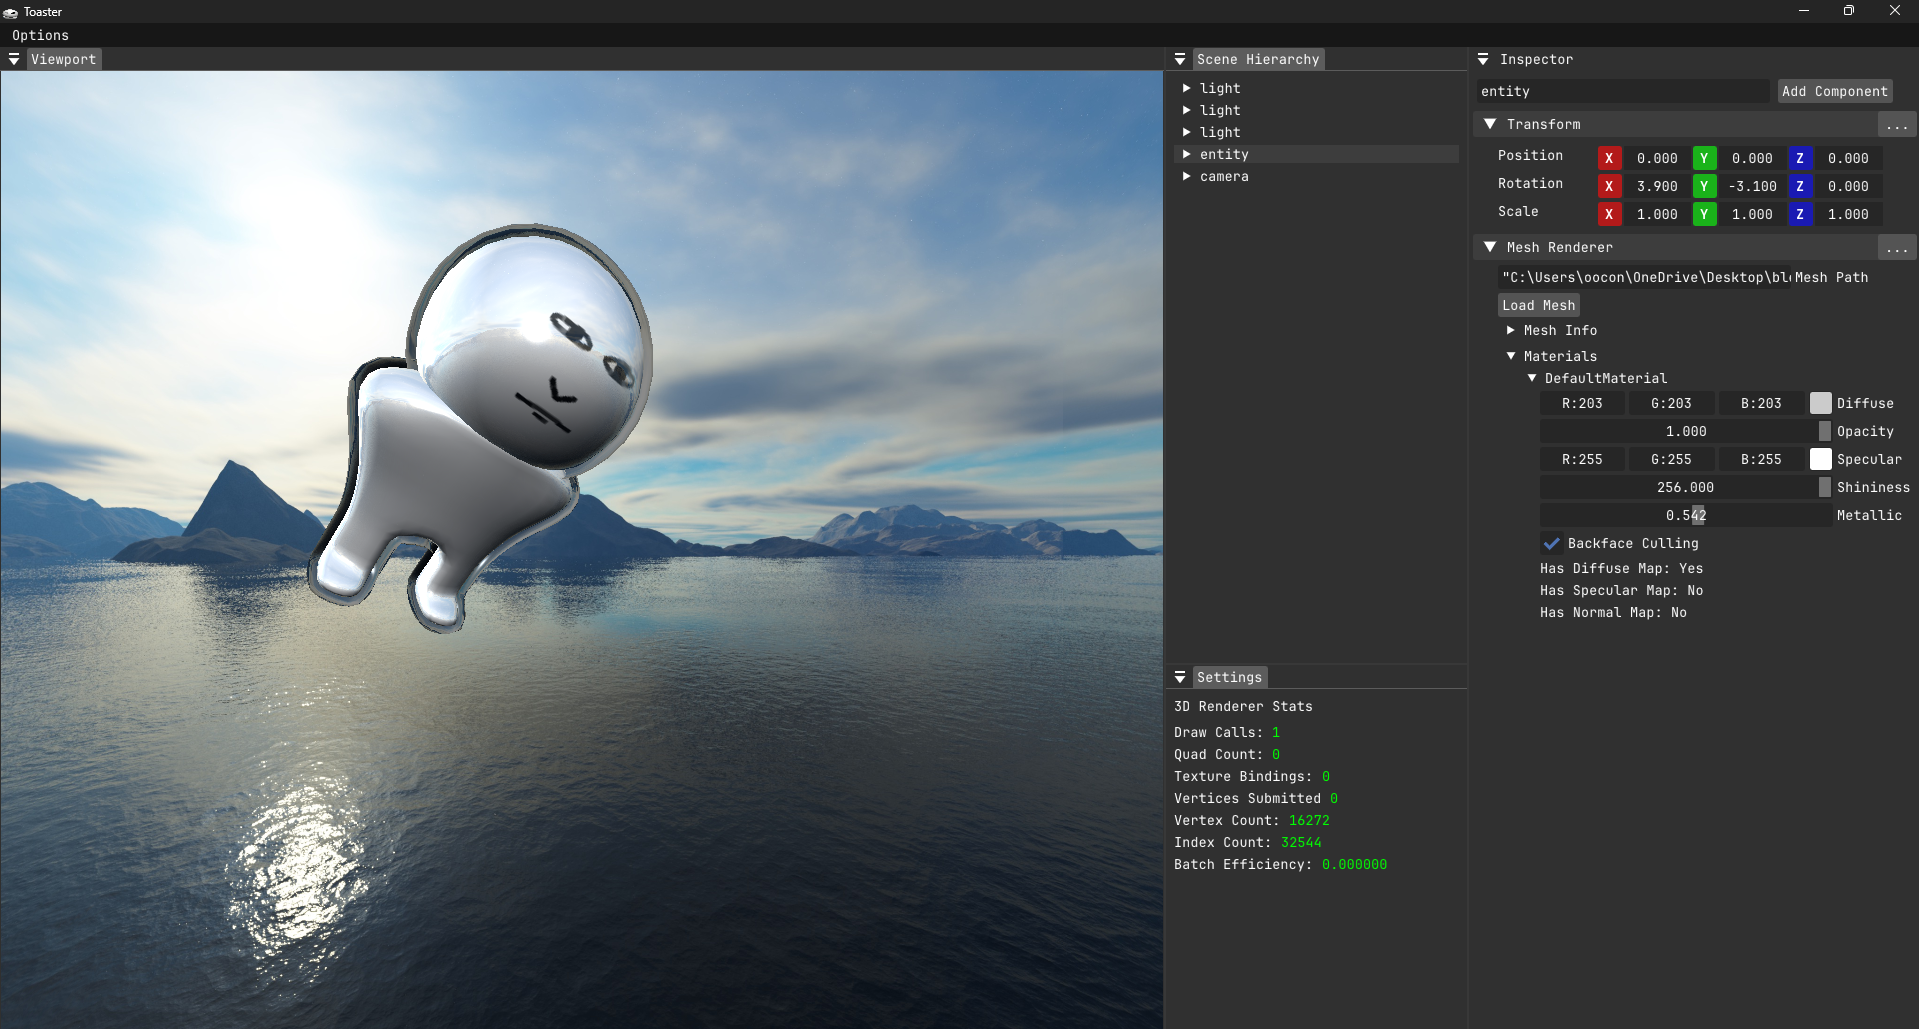 Toaster
Options
Viewport
Scene Hierarchy
light
light
light
entity
camera
Settings
3D Renderer Stats
Draw Calls: 1
Quad Count: 0
Texture Bindings: 0
Vertices Submitted 0
Vertex Count: 16272
Index Count: 32544
Batch Efficiency: 0.000000
Inspector
entity Add Component
Transform ...
Position X 0.000 Y 0.000 Z 0.000
Rotation X 3.900 Y -3.100 Z 0.000
Scale X 1.000 Y 1.000 Z 1.000
Mesh Renderer ...
"C:\Users\oocon\OneDrive\Desktop\bl Mesh Path
Load Mesh
Mesh Info
Materials
DefaultMaterial
R:203 G:203 B:203 Diffuse
1.000 Opacity
R:255 G:255 B:255 Specular
256.000 Shininess
0.542 Metallic
Backface Culling
Has Diffuse Map: Yes
Has Specular Map: No
Has Normal Map: No